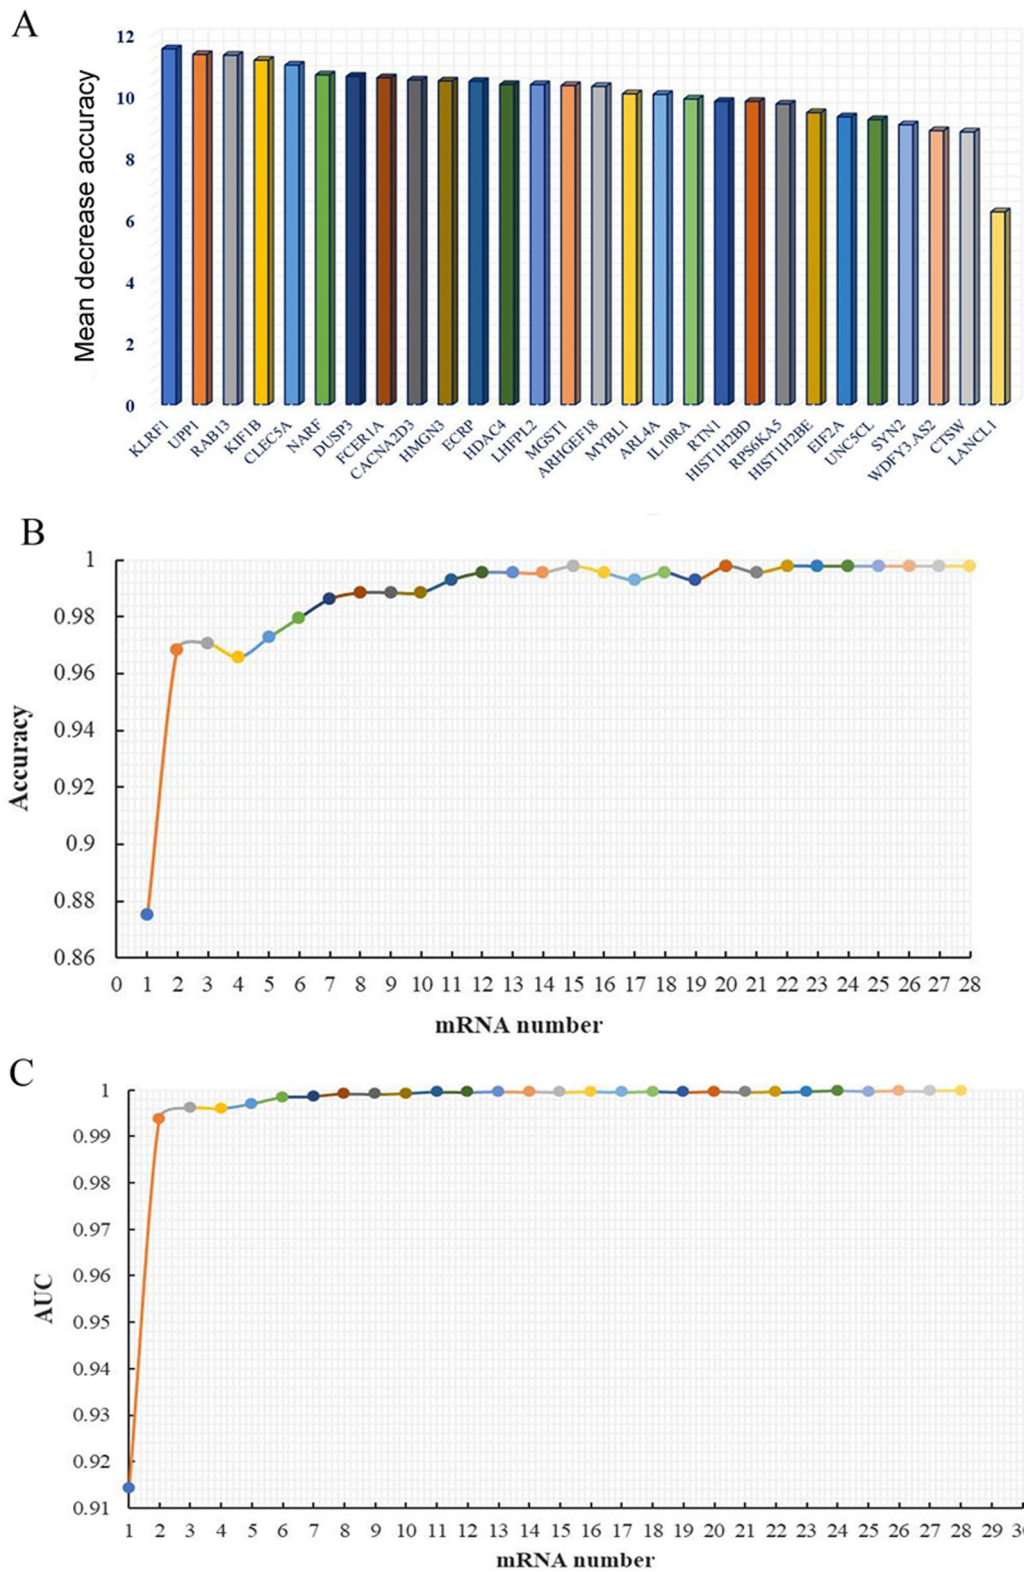 A
Mean decrease accuracy
12
10
8
6
4
2
0
KLRF1 UPP1 RAB13 KIF1B CLEC5A NARF DUSP3 FCER1A CACNA2D3 HMGN3 ECRP HDAC4 LHFPL2 MGST1 ARHGEF18 MYBL1 ARL4A IL10RA RTN1 HIST1H2BD RPS6KA5 HIST1H2BE EIF2A UNC5CL SYN2 WDFY3.AS2 CTSW LANCL1
B
Accuracy
1
0.98
0.96
0.94
0.92
0.9
0.88
0.86
0 1 2 3 4 5 6 7 8 9 10 11 12 13 14 15 16 17 18 19 20 21 22 23 24 25 26 27 28
mRNA number
C
AUC
1
0.99
0.98
0.97
0.96
0.95
0.94
0.93
0.92
0.91
1 2 3 4 5 6 7 8 9 10 11 12 13 14 15 16 17 18 19 20 21 22 23 24 25 26 27 28 29 30
mRNA number